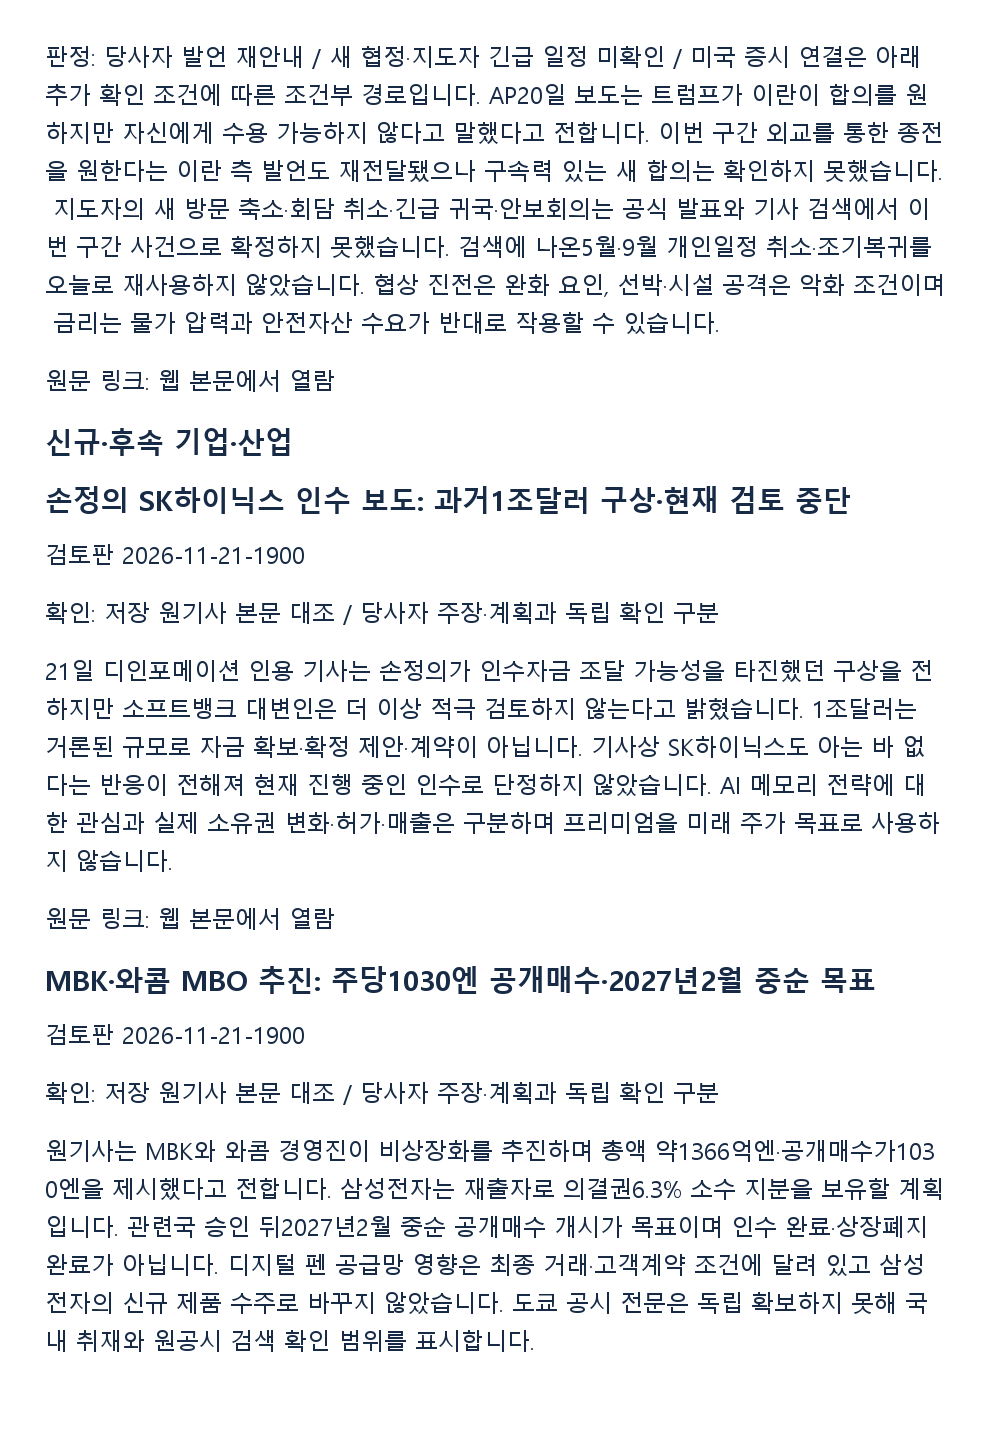 판정: 당사자 발언 재안내 / 새 협정·지도자 긴급 일정 미확인 / 미국 증시 연결은 아래
추가 확인 조건에 따른 조건부 경로입니다. AP20일 보도는 트럼프가 이란이 합의를 원
하지만 자신에게 수용 가능하지 않다고 말했다고 전합니다. 이번 구간 외교를 통한 종전
을 원한다는 이란 측 발언도 재전달됐으나 구속력 있는 새 합의는 확인하지 못했습니다.
지도자의 새 방문 축소·회담 취소·긴급 귀국·안보회의는 공식 발표와 기사 검색에서 이
번 구간 사건으로 확정하지 못했습니다. 검색에 나온5월·9월 개인일정 취소·조기복귀를
오늘로 재사용하지 않았습니다. 협상 진전은 완화 요인, 선박·시설 공격은 악화 조건이며
금리는 물가 압력과 안전자산 수요가 반대로 작용할 수 있습니다.
원문 링크: 웹 본문에서 열람
신규·후속 기업·산업
손정의 SK하이닉스 인수 보도: 과거1조달러 구상·현재 검토 중단
검토판 2026-11-21-1900
확인: 저장 원기사 본문 대조 / 당사자 주장·계획과 독립 확인 구분
21일 디인포메이션 인용 기사는 손정의가 인수자금 조달 가능성을 타진했던 구상을 전
하지만 소프트뱅크 대변인은 더 이상 적극 검토하지 않는다고 밝혔습니다. 1조달러는
거론된 규모로 자금 확보·확정 제안·계약이 아닙니다. 기사상 SK하이닉스도 아는 바 없
다는 반응이 전해져 현재 진행 중인 인수로 단정하지 않았습니다. AI 메모리 전략에 대
한 관심과 실제 소유권 변화·허가·매출은 구분하며 프리미엄을 미래 주가 목표로 사용하
지 않습니다.
원문 링크: 웹 본문에서 열람
MBK·와콤 MBO 추진: 주당1030엔 공개매수·2027년2월 중순 목표
검토판 2026-11-21-1900
확인: 저장 원기사 본문 대조 / 당사자 주장·계획과 독립 확인 구분
원기사는 MBK와 와콤 경영진이 비상장화를 추진하며 총액 약1366억엔·공개매수가103
0엔을 제시했다고 전합니다. 삼성전자는 재출자로 의결권6.3% 소수 지분을 보유할 계획
입니다. 관련국 승인 뒤2027년2월 중순 공개매수 개시가 목표이며 인수 완료·상장폐지
완료가 아닙니다. 디지털 펜 공급망 영향은 최종 거래·고객계약 조건에 달려 있고 삼성
전자의 신규 제품 수주로 바꾸지 않았습니다. 도쿄 공시 전문은 독립 확보하지 못해 국
내 취재와 원공시 검색 확인 범위를 표시합니다.